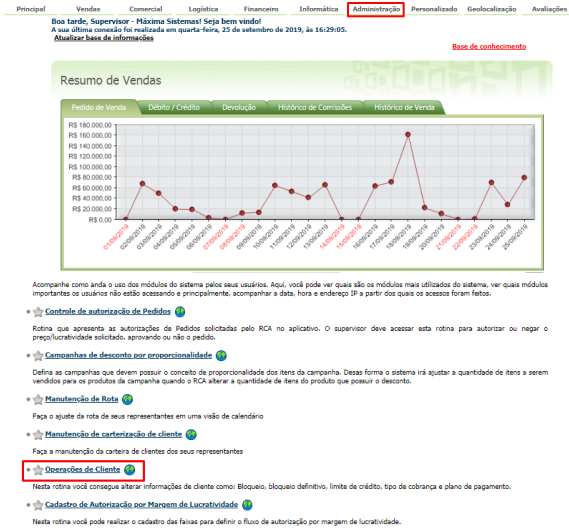 Principal Vendas Comercial Logística Financeiro Informática Administração Personalizado Geolocalização Avaliações
Boa tarde, Supervisor - Máxima Sistemas! Seja bem vindo!
A sua última conexão foi realizada em quarta-feira, 25 de setembro de 2019, às 16:29:05.
Atualizar base de informações
Base de conhecimento
Resumo de Vendas
Pedido de Venda Débito / Crédito Devolução Histórico de Comissões Histórico de Venda
R$ 180.000,00
R$ 160.000,00
R$ 140.000,00
R$ 120.000,00
R$ 100.000,00
R$ 80.000,00
R$ 60.000,00
R$ 40.000,00
R$ 20.000,00
R$ 0,00
01/09/2019 02/09/2019 03/09/2019 04/09/2019 05/09/2019 06/09/2019 07/09/2019 08/09/2019 09/09/2019 10/09/2019 11/09/2019 12/09/2019 13/09/2019 14/09/2019 15/09/2019 16/09/2019 17/09/2019 18/09/2019 19/09/2019 20/09/2019 21/09/2019 22/09/2019 23/09/2019 24/09/2019 25/09/2019
Acompanhe como anda o uso dos módulos do sistema pelos seus usuários. Aqui, você pode ver quais são os módulos mais utilizados do sistema, ver quais módulos
importantes os usuários não estão acessando e principalmente, acompanhar a data, hora e endereço IP a partir dos quais os acessos foram feitos.
Controle de autorização de Pedidos
Rotina que apresenta as autorizações de Pedidos solicitadas pelo RCA no aplicativo. O supervisor deve acessar esta rotina para autorizar ou negar o
preço/lucratividade solicitado, aprovando ou não o pedido.
Campanhas de desconto por proporcionalidade
Defina as campanhas que devem possuir o conceito de proporcionalidade dos itens da campanha. Desas forma o sistema irá ajustar a quantidade de itens a serem
vendidos para os produtos da campanha quando o RCA alterar a quantidade de itens do produto que possuir o desconto.
Manutenção de Rota
Faça o ajuste da rota de seus representantes em uma visão de calendário
Manutenção de carterização de cliente
Faça a manutenção da carteira de clientes dos seus representantes
Operações de Cliente
Nesta rotina você consegue alterar informações de cliente como: Bloqueio, bloqueio definitivo, limite de crédito, tipo de cobrança e plano de pagamento.
Cadastro de Autorização por Margem de Lucratividade
Nesta rotina você pode realizar o cadastro das faixas para definir o fluxo de autorização por margem de lucratividade.